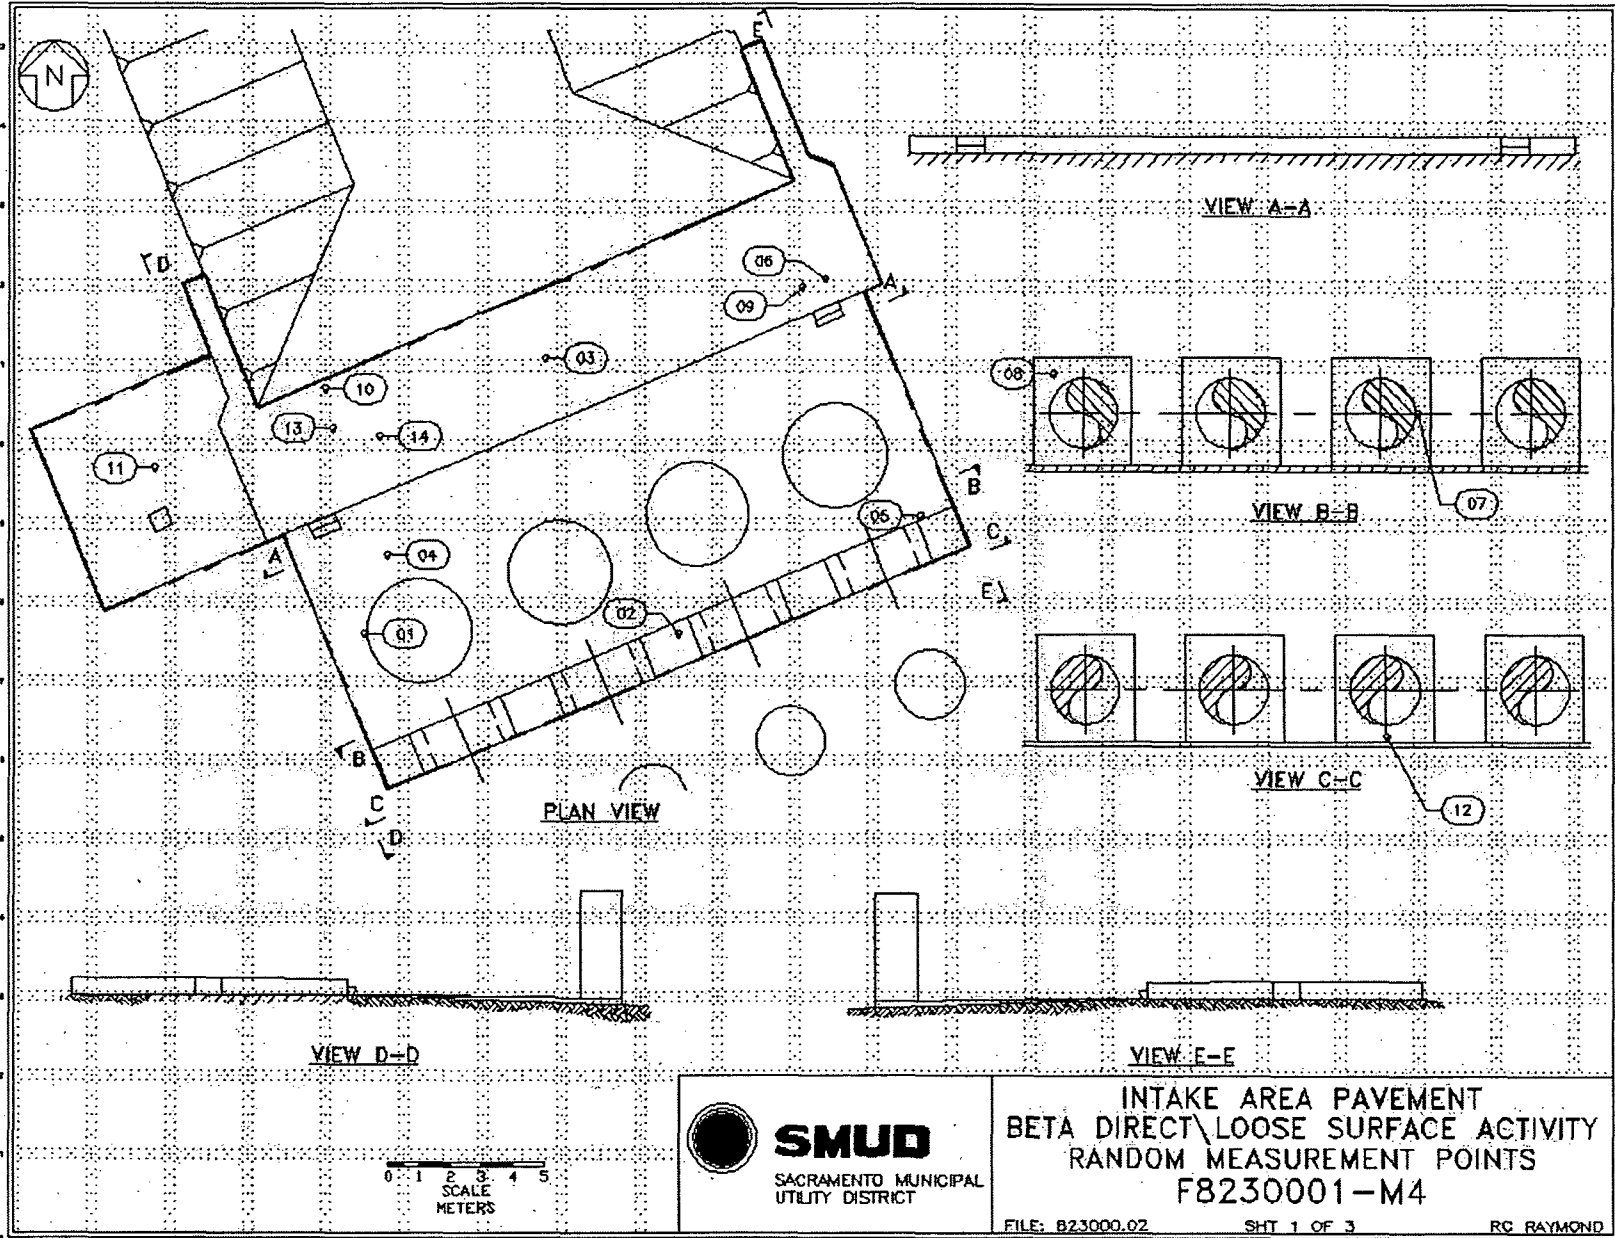 N
E
VIEW A-A
D
06
09
A
03
10
13
14
11
08
07
VIEW B-B
B
05
C
E
A
04
02
01
B
C
D
PLAN VIEW
VIEW C-C
12
VIEW D-D
VIEW E-E
0 1 2 3 4 5
SCALE
METERS
SMUD
SACRAMENTO MUNICIPAL
UTILITY DISTRICT
INTAKE AREA PAVEMENT
BETA DIRECT\LOOSE SURFACE ACTIVITY
RANDOM MEASUREMENT POINTS
F8230001-M4
FILE: B23000.02 SHT 1 OF 3 RC RAYMOND